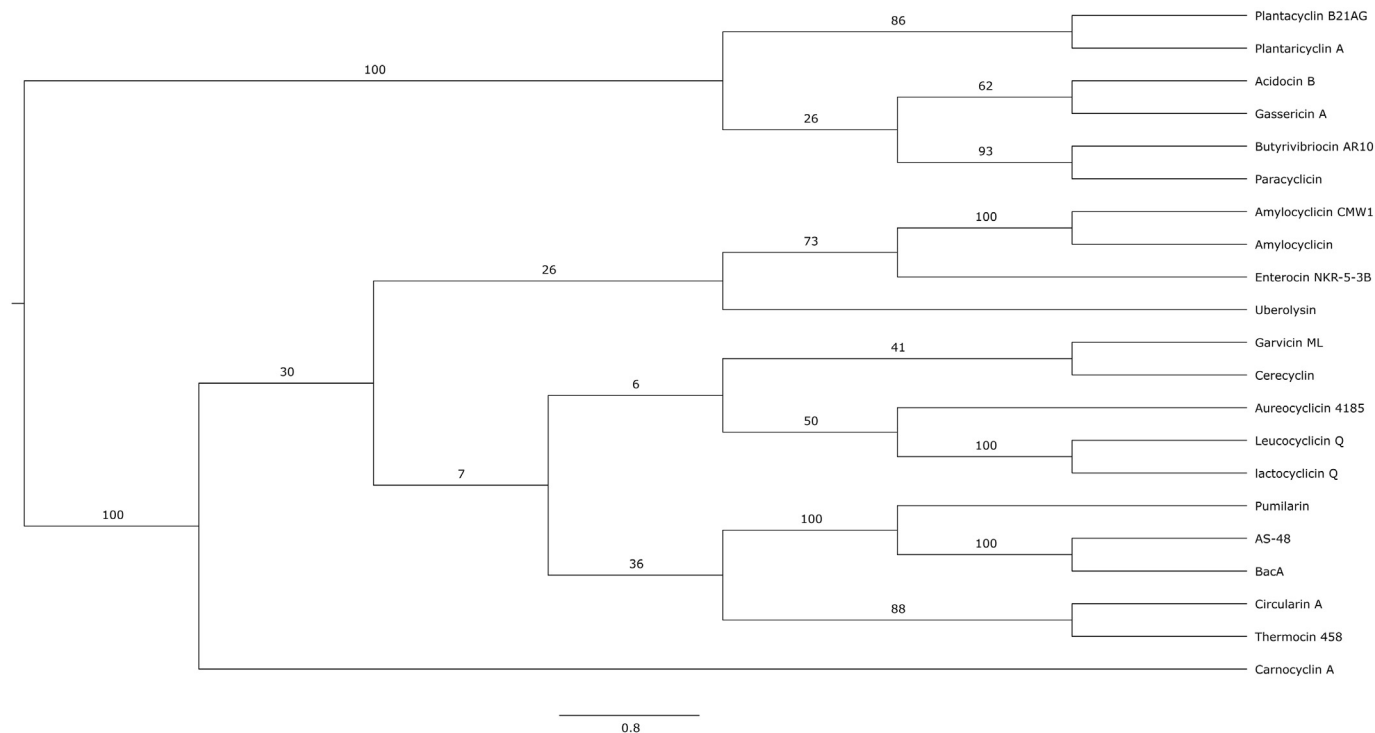 Plantacyclin B21AG
86
Plantaricyclin A
100
Acidocin B
62
Gassericin A
26
Butyrivibriocin AR10
93
Paracyclicin
Amylocyclicin CMW1
100
Amylocyclicin
73
Enterocin NKR-5-3B
26
Uberolysin
Garvicin ML
41
Cerecyclin
30
6
Aureocyclicin 4185
50
Leucocyclicin Q
100
lactocyclicin Q
7
Pumilarin
100
AS-48
100
BacA
36
Circularin A
88
Thermocin 458
100
Carnocyclin A
0.8